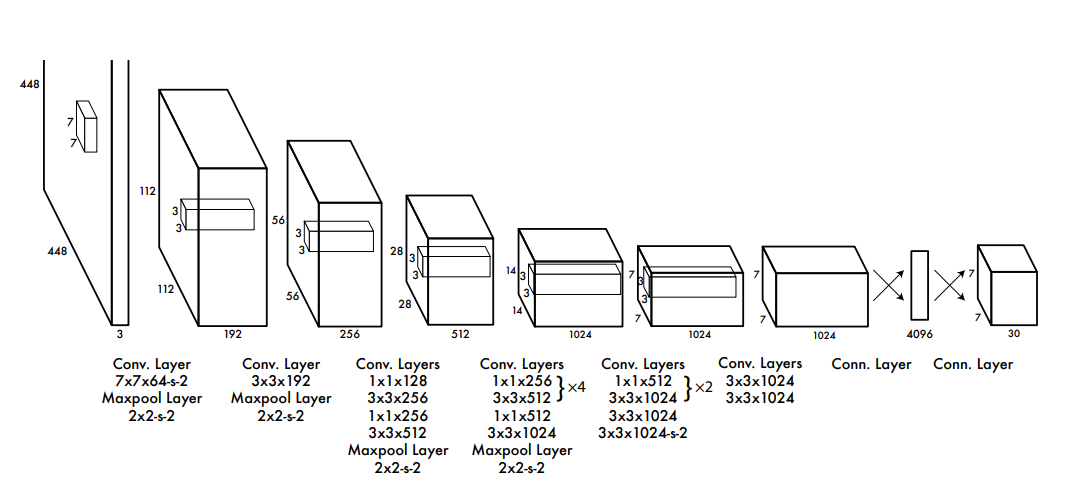 448
7
7
448
3
112
3
3
112
192
56
3
3
56
256
28
3
3
28
512
14
3
3
14
1024
7
3
3
7
1024
7
7
1024
4096
7
7
30
Conv. Layer
7x7x64-s-2
Maxpool Layer
2x2-s-2
Conv. Layer
3x3x192
Maxpool Layer
2x2-s-2
Conv. Layers
1x1x128
3x3x256
1x1x256
3x3x512
Maxpool Layer
2x2-s-2
Conv. Layers
1x1x256
3x3x512
} ×4
1x1x512
3x3x1024
Maxpool Layer
2x2-s-2
Conv. Layers
1x1x512
3x3x1024
} ×2
3x3x1024
3x3x1024-s-2
Conv. Layers
3x3x1024
3x3x1024
Conn. Layer
Conn. Layer